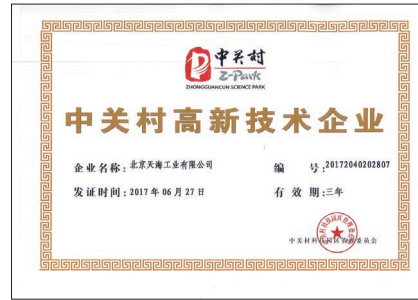 中关村
Z-Park
ZHONGGUANCUN SCIENCE PARK
中关村高新技术企业
企业名称：北京天海工业有限公司
编 号：20172040202807
发证时间：2017年06月27日
有效期：三年
中关村科技园区管理委员会